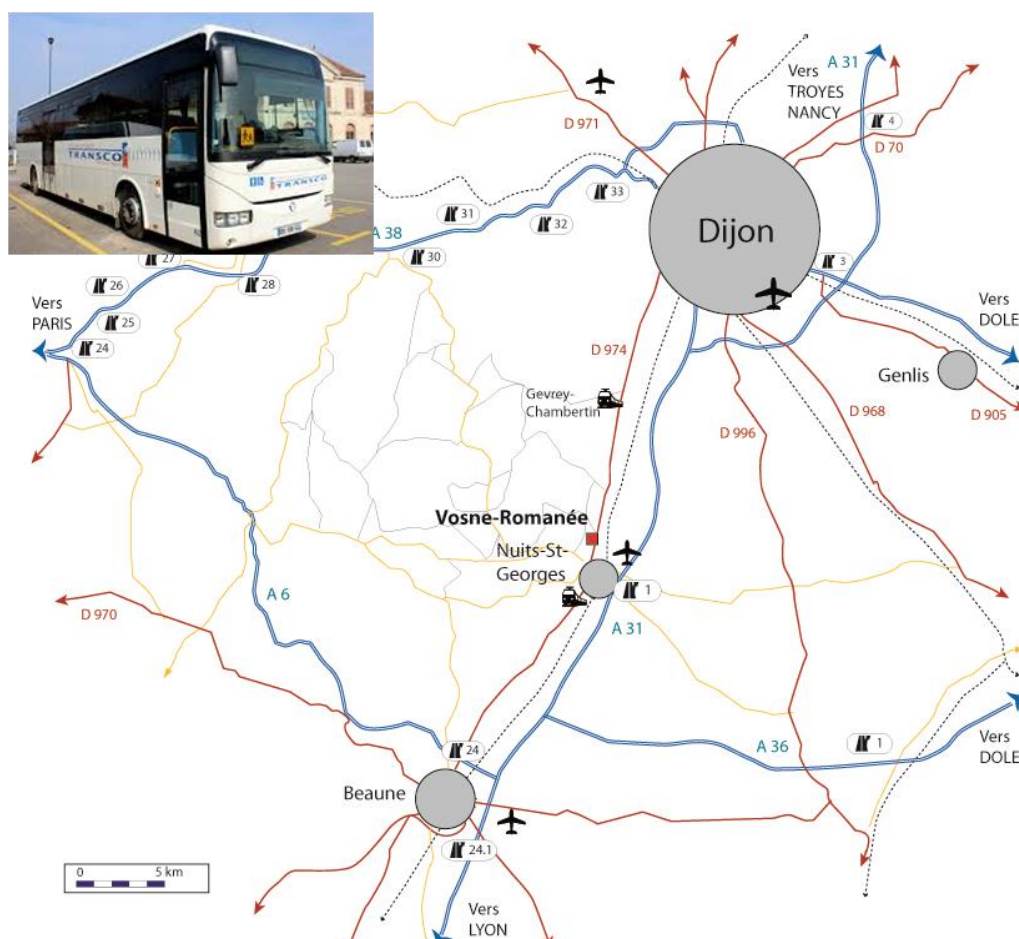 TRANSCO
TRANSCO
Vers
TROYES
NANCY
A 31
4
D 70
D 971
33
31
32
A 38
30
27
28
26
25
24
Vers
PARIS
Dijon
3
Vers
DOLE
Genlis
D 905
D 974
Gevrey-
Chambertin
D 996
D 968
Vosne-Romanée
Nuits-St-
Georges
1
A 31
A 6
D 970
A 36
1
Vers
DOLE
24
Beaune
24.1
0 5 km
Vers
LYON